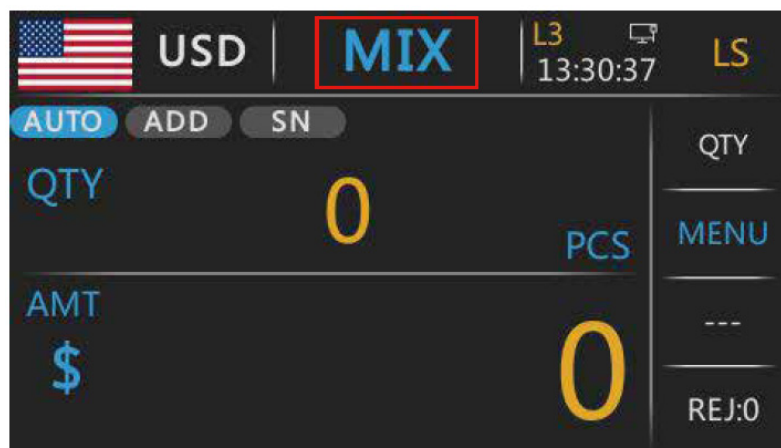 USD MIX L3 LS
13:30:37
AUTO ADD SN
QTY
QTY
0
PCS
MENU
AMT
$
0
---
REJ:0